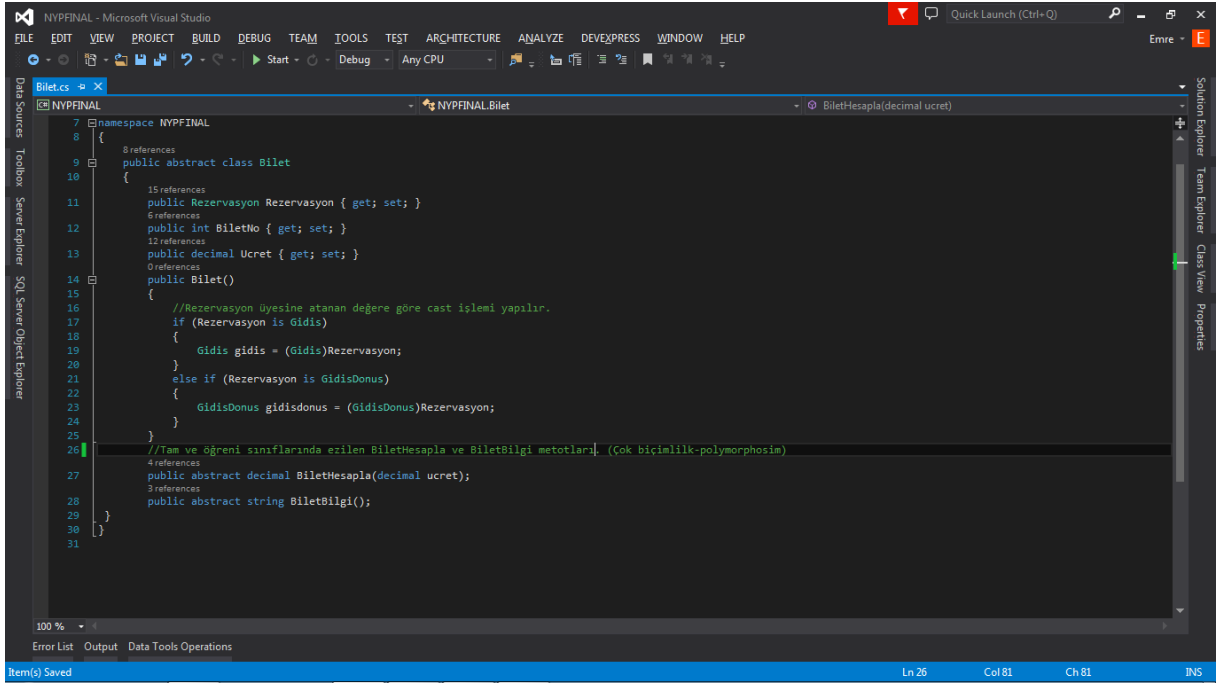 NYPFINAL - Microsoft Visual Studio
Quick Launch (Ctrl+Q)
FILE EDIT VIEW PROJECT BUILD DEBUG TEAM TOOLS TEST ARCHITECTURE ANALYZE DEVEXPRESS WINDOW HELP
Emre
E
Start
Debug
Any CPU
Data Sources
Toolbox
Server Explorer
SQL Server Object Explorer
Bilet.cs
C# NYPFINAL
NYPFINAL.Bilet
BiletHesapla(decimal ucret)
7 namespace NYPFINAL
8 {
8 references
9 public abstract class Bilet
10 {
15 references
11 public Rezervasyon Rezervasyon { get; set; }
6 references
12 public int BiletNo { get; set; }
12 references
13 public decimal Ucret { get; set; }
0 references
14 public Bilet()
15 {
16 //Rezervasyon üyesine atanan değere göre cast işlemi yapılır.
17 if (Rezervasyon is Gidis)
18 {
19 Gidis gidis = (Gidis)Rezervasyon;
20 }
21 else if (Rezervasyon is GidisDonus)
22 {
23 GidisDonus gidisdonus = (GidisDonus)Rezervasyon;
24 }
25 }
26 //Tam ve öğreni sınıflarında ezilen BiletHesapla ve BiletBilgi metotları. (Çok biçimlilk-polymorphosim)
4 references
27 public abstract decimal BiletHesapla(decimal ucret);
3 references
28 public abstract string BiletBilgi();
29 }
30 }
31
100 %
Solution Explorer
Team Explorer
Class View
Properties
Error List Output Data Tools Operations
Item(s) Saved
Ln 26
Col 81
Ch 81
INS